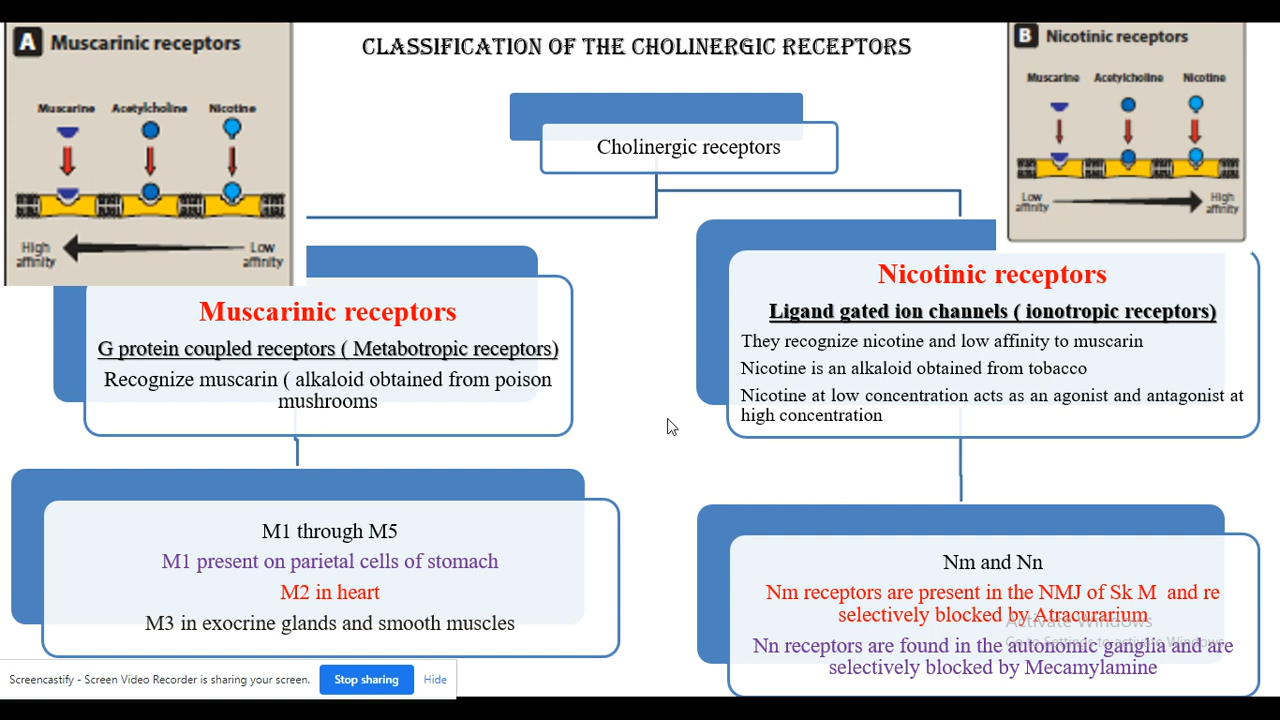 A Muscarinic receptors
Muscarine Acetylcholine Nicotine
High affinity
Low affinity
CLASSIFICATION OF THE CHOLINERGIC RECEPTORS
B Nicotinic receptors
Muscarine Acetylcholine Nicotine
Low affinity
High affinity
Cholinergic receptors
Muscarinic receptors
G protein coupled receptors ( Metabotropic receptors)
Recognize muscarin ( alkaloid obtained from poison
mushrooms
Nicotinic receptors
Ligand gated ion channels ( ionotropic receptors)
They recognize nicotine and low affinity to muscarin
Nicotine is an alkaloid obtained from tobacco
Nicotine at low concentration acts as an agonist and antagonist at
high concentration
M1 through M5
M1 present on parietal cells of stomach
M2 in heart
M3 in exocrine glands and smooth muscles
Nm and Nn
Nm receptors are present in the NMJ of Sk M and re
selectively blocked by Atracurarium
Nn receptors are found in the autonomic ganglia and are
selectively blocked by Mecamylamine
Activate Windows
Go to Settings to activate Windows.
Screencastify - Screen Video Recorder is sharing your screen.
Stop sharing
Hide